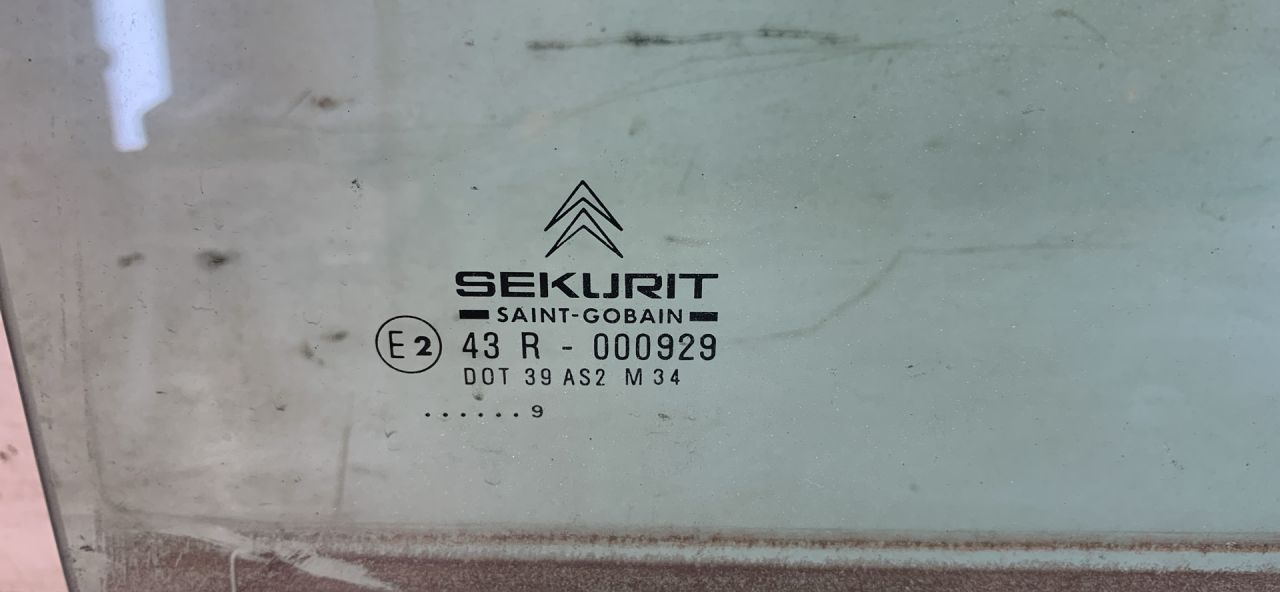 SEKURIT
SAINT-GOBAIN
E2 43 R - 000929
DOT 39 AS2 M 34
......9